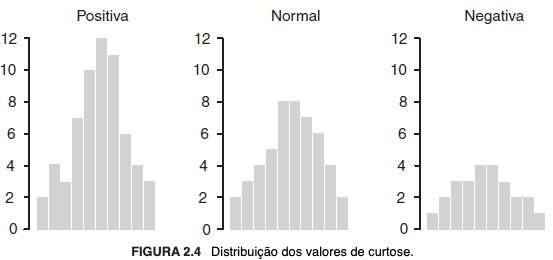 Positiva Normal Negativa
12 12 12
10 10 10
8 8 8
6 6 6
4 4 4
2 2 2
0 0 0
FIGURA 2.4 Distribuição dos valores de curtose.